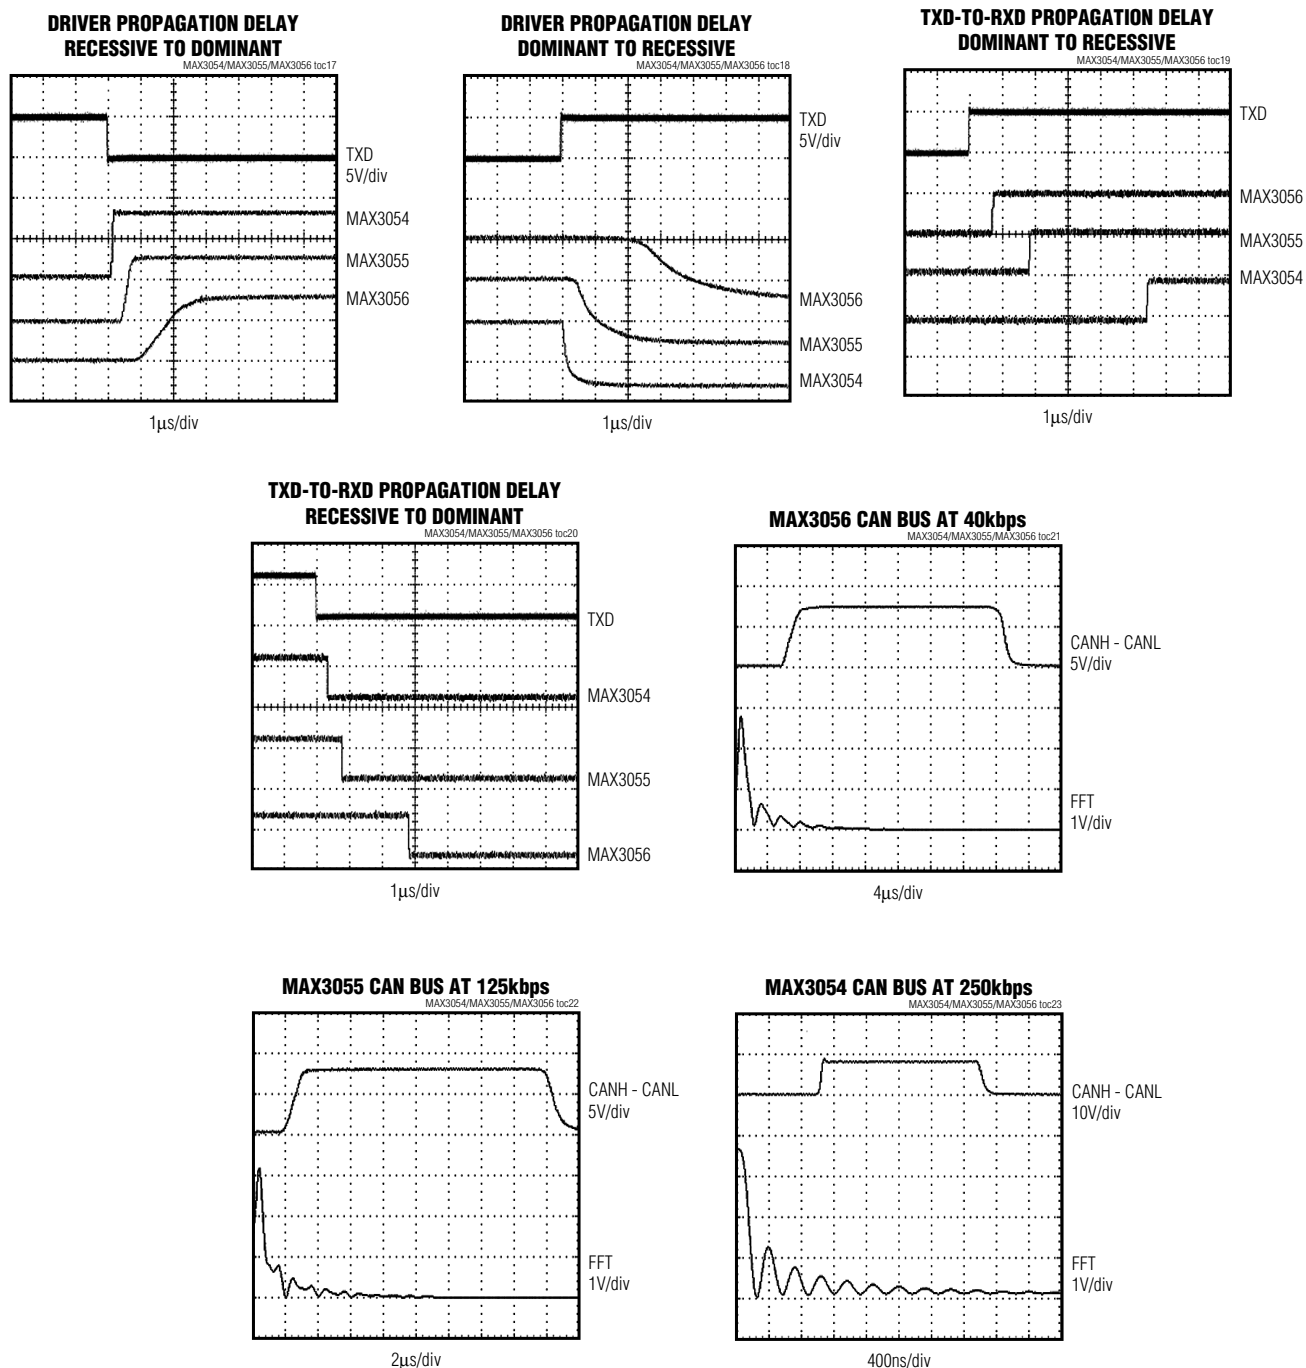 DRIVER PROPAGATION DELAY
RECESSIVE TO DOMINANT
MAX3054/MAX3055/MAX3056 toc17
TXD
5V/div
MAX3054
MAX3055
MAX3056
1μs/div
DRIVER PROPAGATION DELAY
DOMINANT TO RECESSIVE
MAX3054/MAX3055/MAX3056 toc18
TXD
5V/div
MAX3056
MAX3055
MAX3054
1μs/div
TXD-TO-RXD PROPAGATION DELAY
DOMINANT TO RECESSIVE
MAX3054/MAX3055/MAX3056 toc19
TXD
MAX3056
MAX3055
MAX3054
1μs/div
TXD-TO-RXD PROPAGATION DELAY
RECESSIVE TO DOMINANT
MAX3054/MAX3055/MAX3056 toc20
TXD
MAX3054
MAX3055
MAX3056
1μs/div
MAX3056 CAN BUS AT 40kbps
MAX3054/MAX3055/MAX3056 toc21
CANH - CANL
5V/div
FFT
1V/div
4μs/div
MAX3055 CAN BUS AT 125kbps
MAX3054/MAX3055/MAX3056 toc22
CANH - CANL
5V/div
FFT
1V/div
2μs/div
MAX3054 CAN BUS AT 250kbps
MAX3054/MAX3055/MAX3056 toc23
CANH - CANL
10V/div
FFT
1V/div
400ns/div